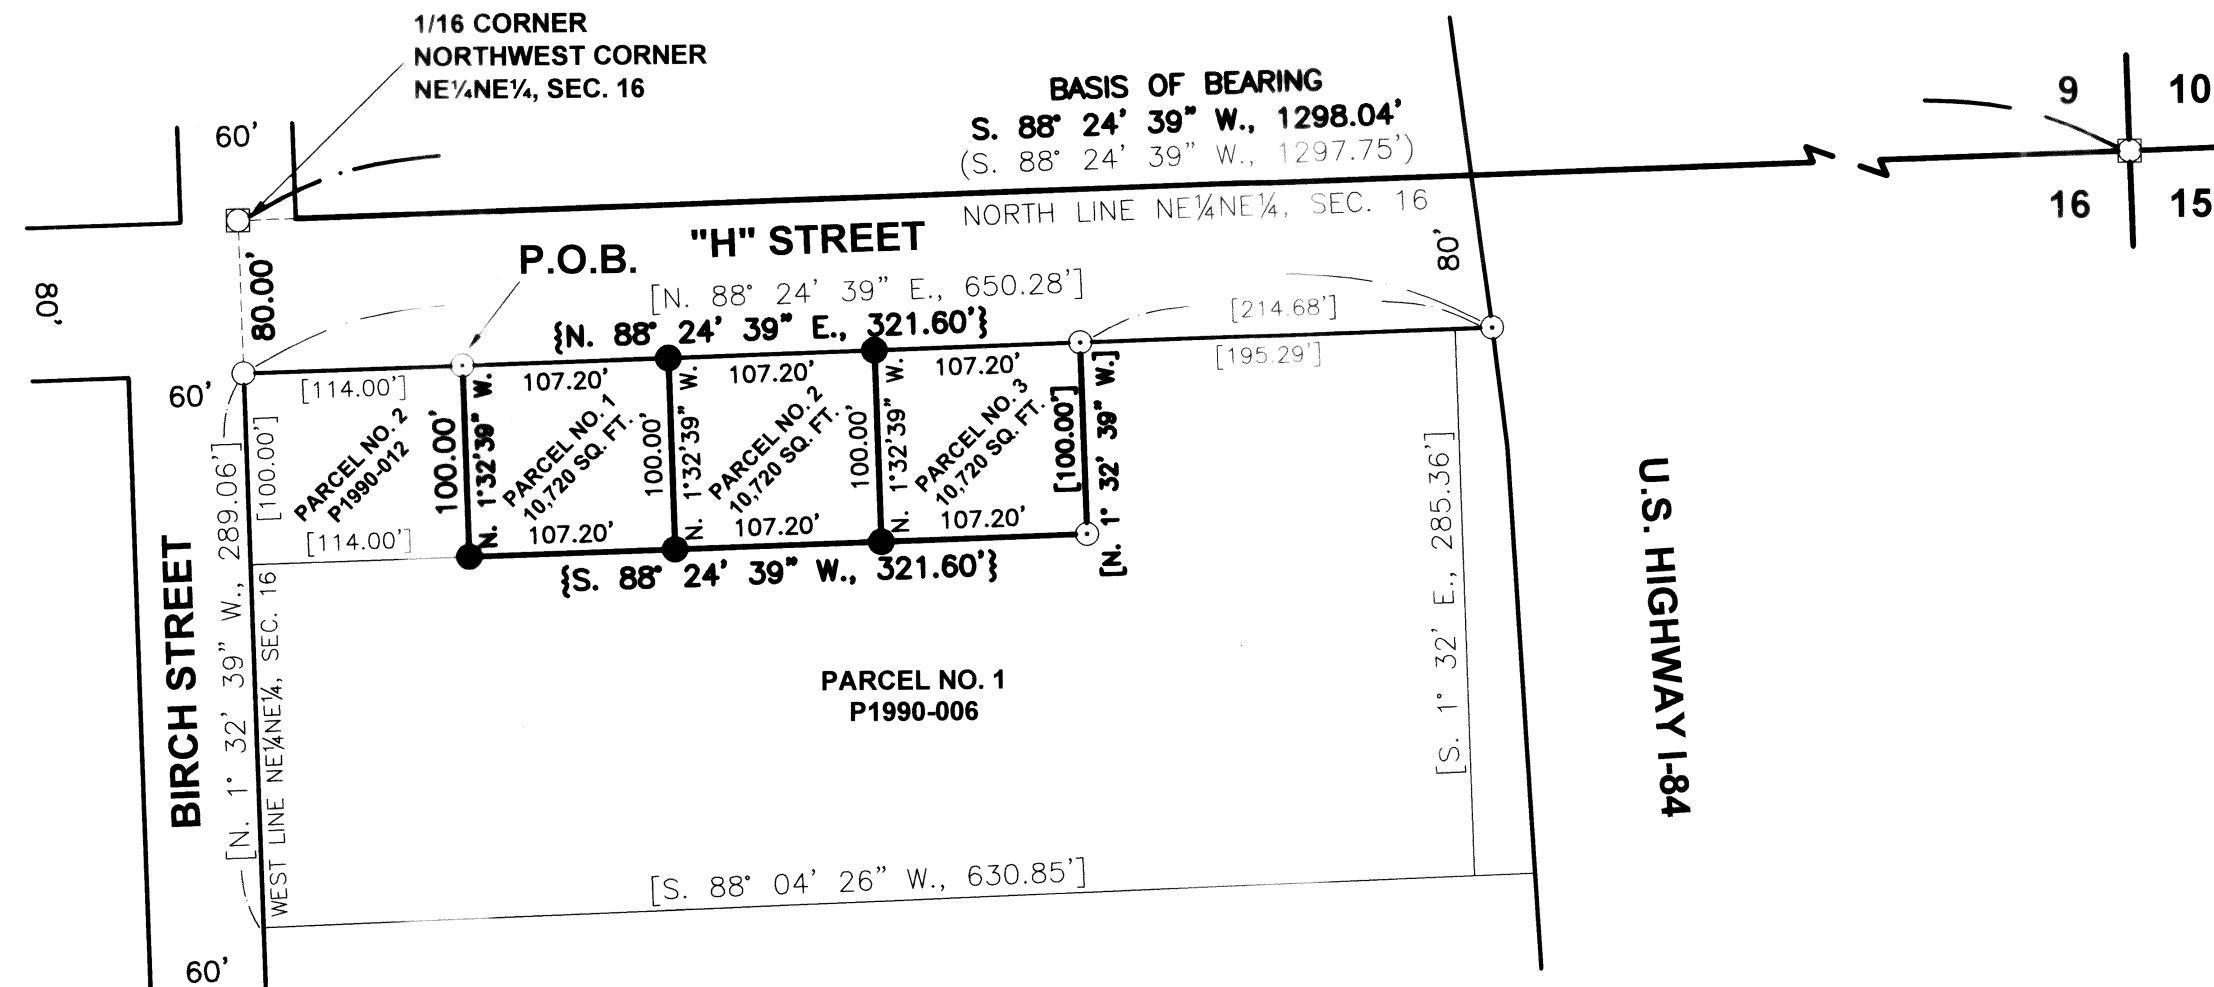 1/16 CORNER
NORTHWEST CORNER
NE¼NE¼, SEC. 16
BASIS OF BEARING
S. 88° 24' 39" W., 1298.04'
(S. 88° 24' 39" W., 1297.75')
NORTH LINE NE¼NE¼, SEC. 16
9
10
16
15
60'
80'
80.00'
P.O.B.
"H" STREET
80'
[N. 88° 24' 39" E., 650.28']
{N. 88° 24' 39" E., 321.60'}
[214.68']
[195.29']
60'
[114.00']
107.20'
107.20'
107.20'
[100.00']
PARCEL NO. 2
P1990-012
100.00'
N. 1°32'39" W.
PARCEL NO. 1
10,720 SQ. FT.
100.00'
N. 1°32'39" W.
PARCEL NO. 2
10,720 SQ. FT.
100.00'
N. 1°32'39" W.
PARCEL NO. 3
10,720 SQ. FT.
[100.00']
[N. 1° 32' 39" W.]
[114.00']
107.20'
107.20'
107.20'
{S. 88° 24' 39" W., 321.60'}
BIRCH STREET
[N. 1° 32' 39" W., 289.06']
WEST LINE NE¼NE¼, SEC. 16
PARCEL NO. 1
P1990-006
[S. 1° 32' E., 285.36']
U.S. HIGHWAY I-84
[S. 88° 04' 26" W., 630.85']
60'